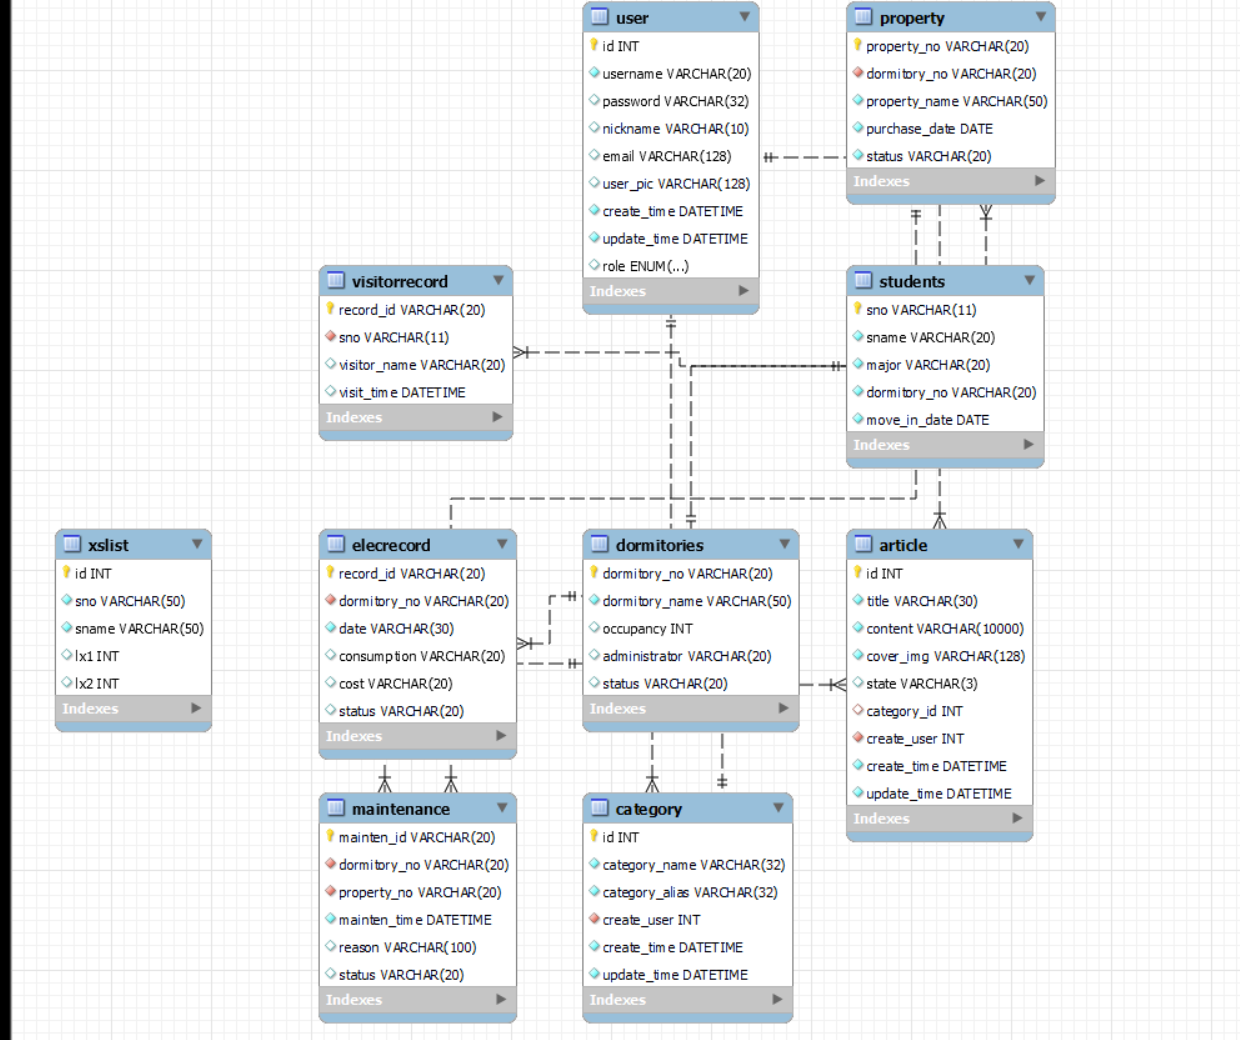 user
id INT
username VARCHAR(20)
password VARCHAR(32)
nickname VARCHAR(10)
email VARCHAR(128)
user_pic VARCHAR(128)
create_time DATETIME
update_time DATETIME
role ENUM(...)
Indexes
property
property_no VARCHAR(20)
dormitory_no VARCHAR(20)
property_name VARCHAR(50)
purchase_date DATE
status VARCHAR(20)
Indexes
visitorrecord
record_id VARCHAR(20)
sno VARCHAR(11)
visitor_name VARCHAR(20)
visit_time DATETIME
Indexes
students
sno VARCHAR(11)
sname VARCHAR(20)
major VARCHAR(20)
dormitory_no VARCHAR(20)
move_in_date DATE
Indexes
xslist
id INT
sno VARCHAR(50)
sname VARCHAR(50)
lx1 INT
lx2 INT
Indexes
elecrecord
record_id VARCHAR(20)
dormitory_no VARCHAR(20)
date VARCHAR(30)
consumption VARCHAR(20)
cost VARCHAR(20)
status VARCHAR(20)
Indexes
dormitories
dormitory_no VARCHAR(20)
dormitory_name VARCHAR(50)
occupancy INT
administrator VARCHAR(20)
status VARCHAR(20)
Indexes
article
id INT
title VARCHAR(30)
content VARCHAR(10000)
cover_img VARCHAR(128)
state VARCHAR(3)
category_id INT
create_user INT
create_time DATETIME
update_time DATETIME
Indexes
maintenance
mainten_id VARCHAR(20)
dormitory_no VARCHAR(20)
property_no VARCHAR(20)
mainten_time DATETIME
reason VARCHAR(100)
status VARCHAR(20)
Indexes
category
id INT
category_name VARCHAR(32)
category_alias VARCHAR(32)
create_user INT
create_time DATETIME
update_time DATETIME
Indexes